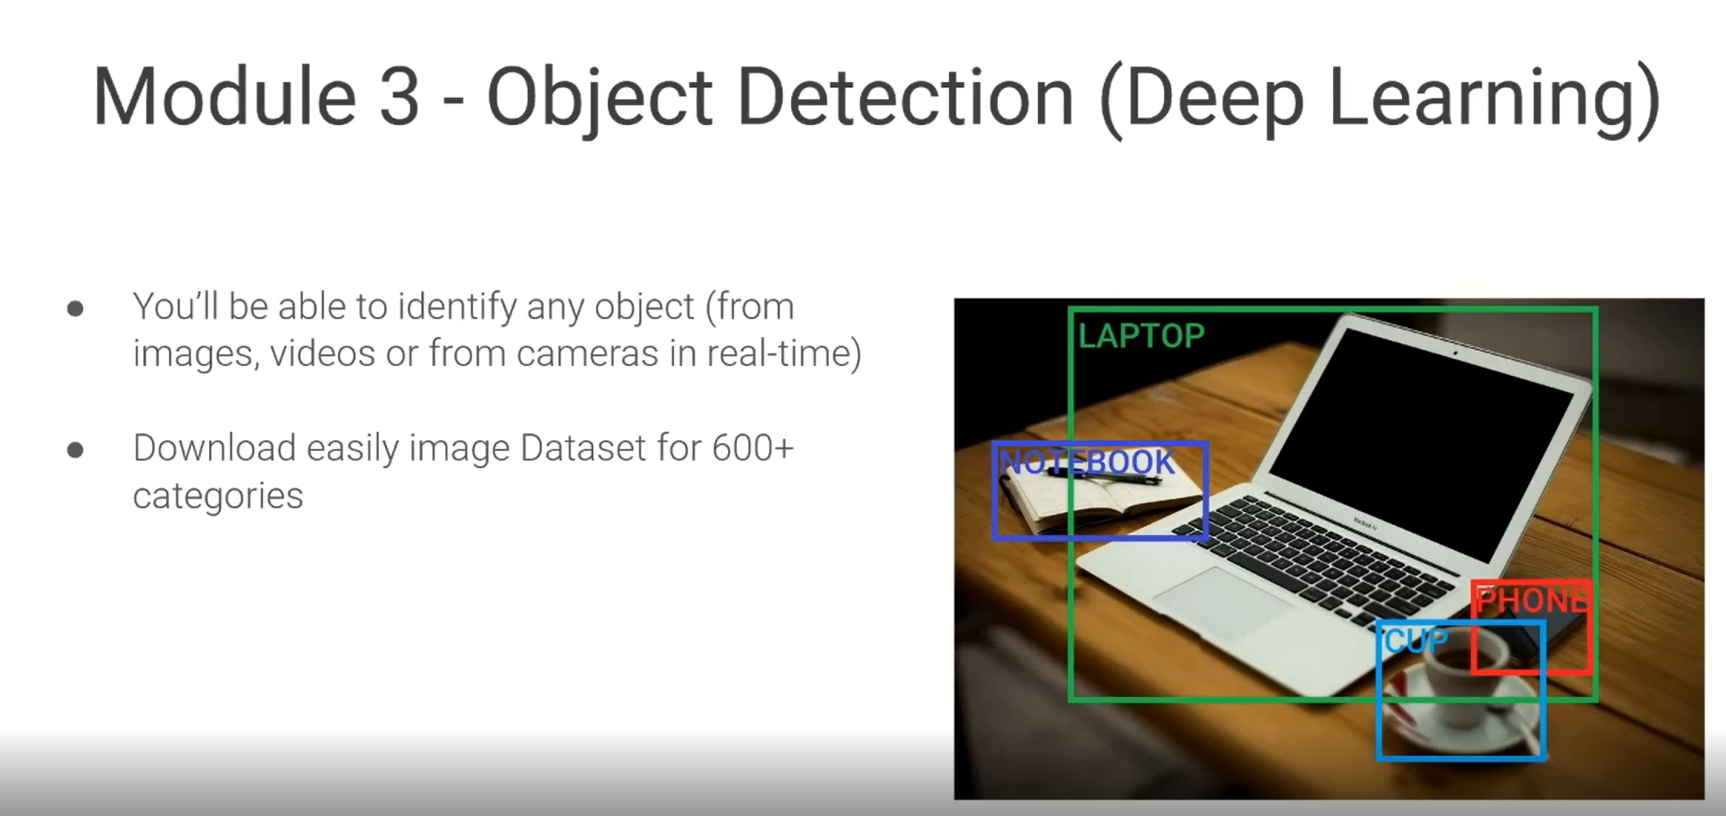 Module 3 - Object Detection (Deep Learning)
● You’ll be able to identify any object (from
images, videos or from cameras in real-time)
● Download easily image Dataset for 600+
categories
LAPTOP
NOTEBOOK
PHONE
CUP